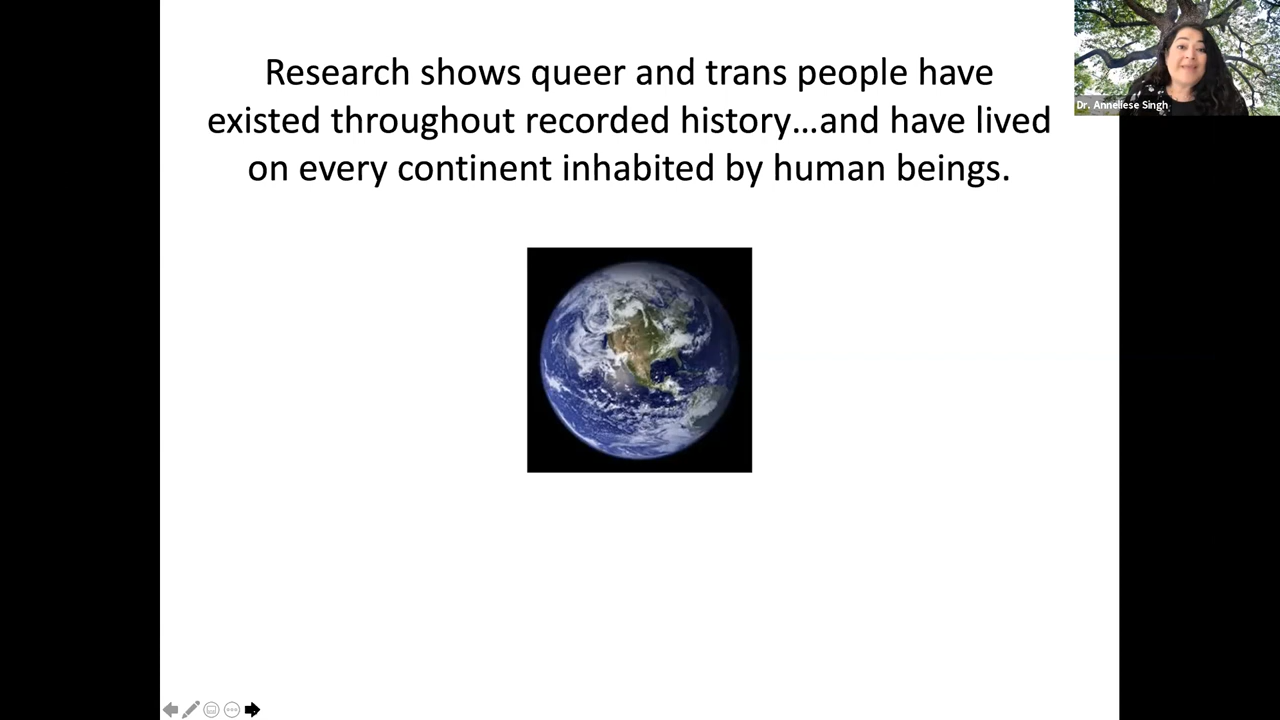 Research shows queer and trans people have
existed throughout recorded history...and have lived
on every continent inhabited by human beings.
Dr. Anneliese Singh